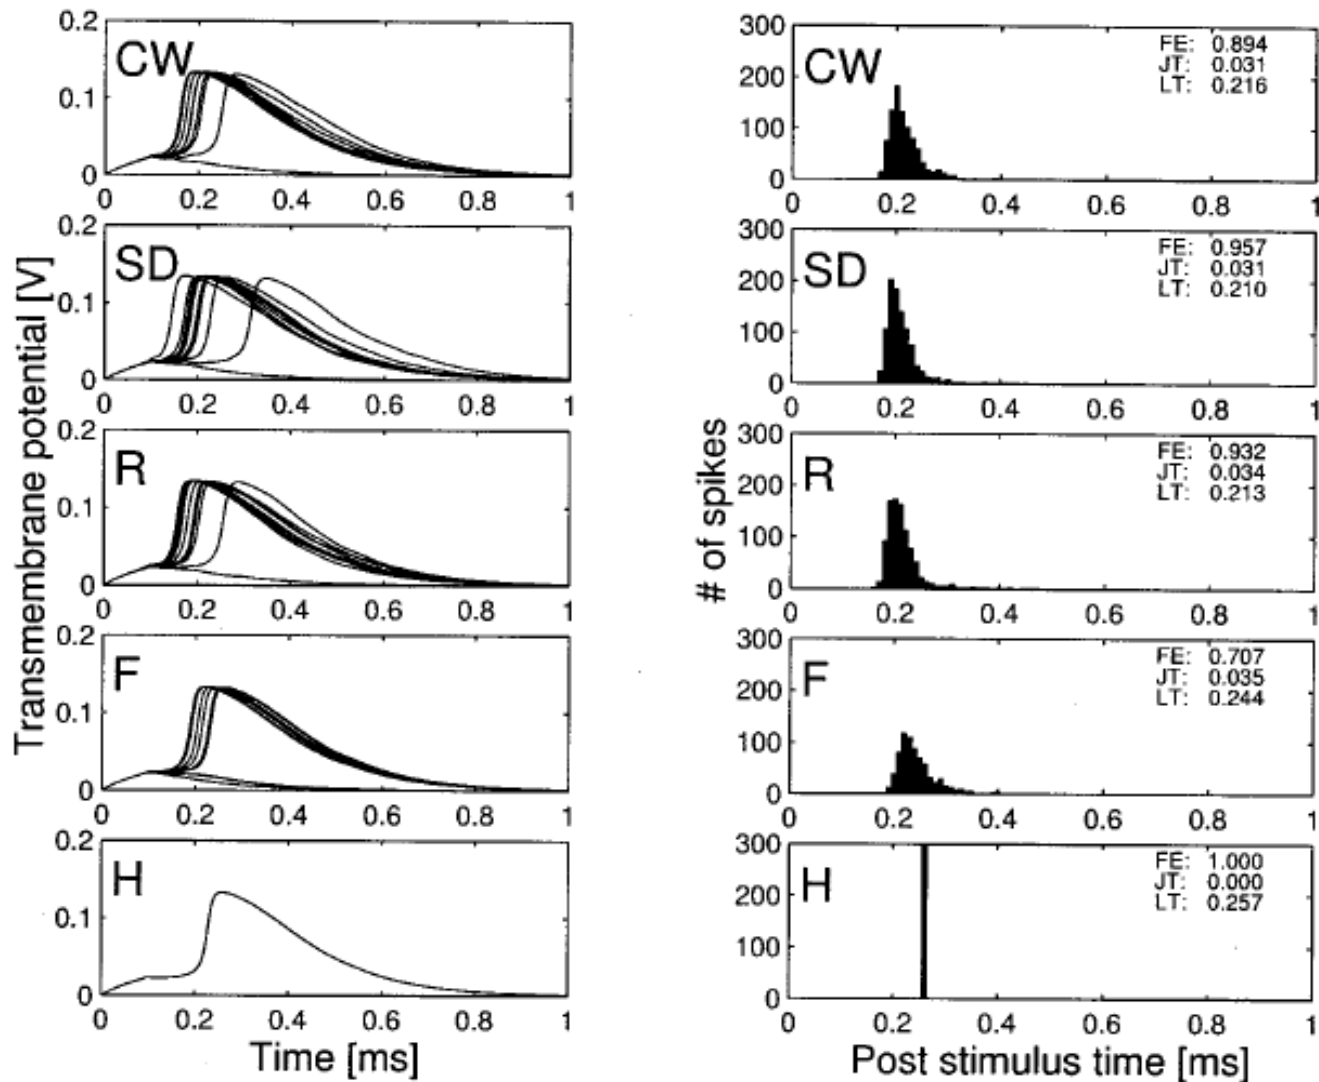 0.2
CW
0.1
0
0 0.2 0.4 0.6 0.8 1
0.2
SD
0.1
0
0 0.2 0.4 0.6 0.8 1
0.2
R
0.1
0
0 0.2 0.4 0.6 0.8 1
0.2
F
0.1
0
0 0.2 0.4 0.6 0.8 1
0.2
H
0.1
0
0 0.2 0.4 0.6 0.8 1
Transmembrane potential [V]
Time [ms]
300
CW
FE: 0.894
JT: 0.031
LT: 0.216
200
100
0
0 0.2 0.4 0.6 0.8 1
300
SD
FE: 0.957
JT: 0.031
LT: 0.210
200
100
0
0 0.2 0.4 0.6 0.8 1
300
R
FE: 0.932
JT: 0.034
LT: 0.213
200
100
0
0 0.2 0.4 0.6 0.8 1
300
F
FE: 0.707
JT: 0.035
LT: 0.244
200
100
0
0 0.2 0.4 0.6 0.8 1
300
H
FE: 1.000
JT: 0.000
LT: 0.257
200
100
0
0 0.2 0.4 0.6 0.8 1
# of spikes
Post stimulus time [ms]